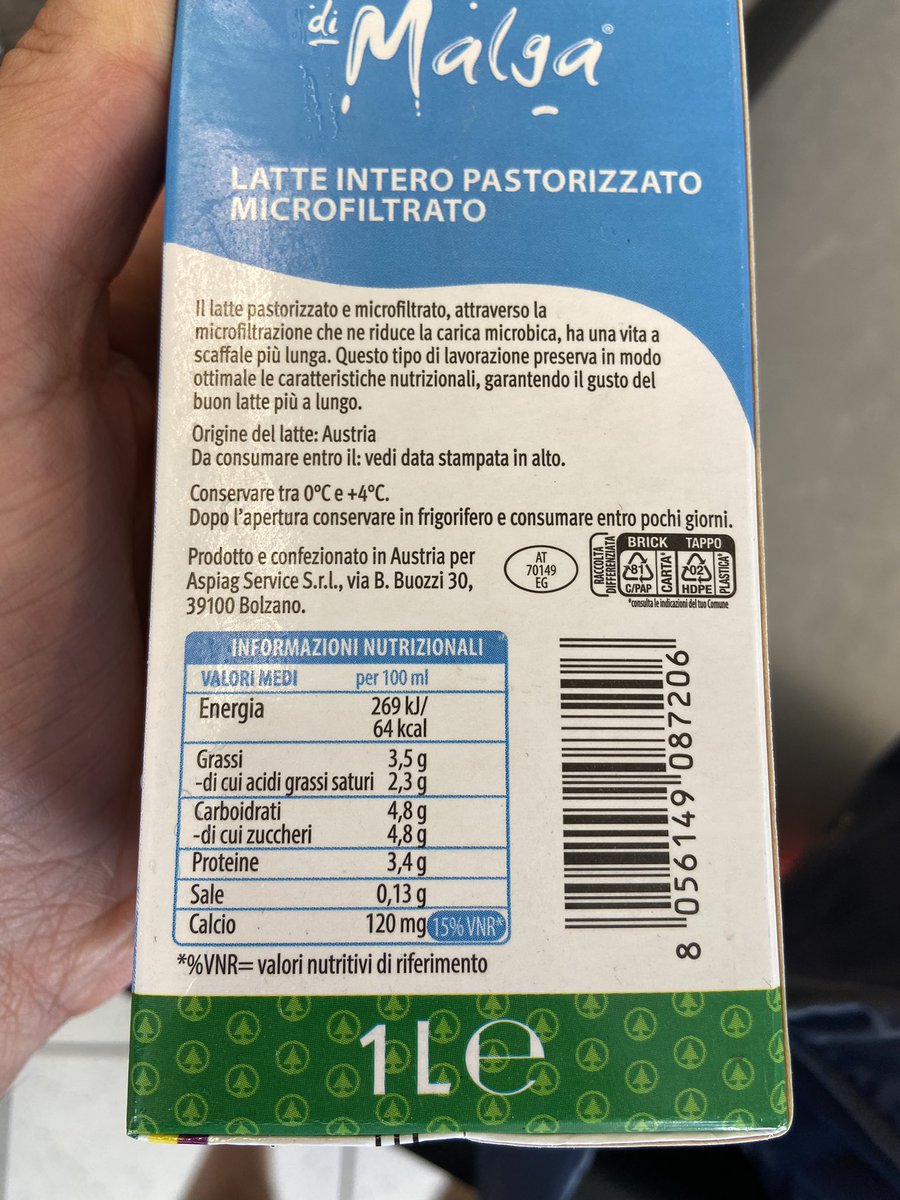 di
Malga®
LATTE INTERO PASTORIZZATO
MICROFILTRATO
Il latte pastorizzato e microfiltrato, attraverso la
microfiltrazione che ne riduce la carica microbica, ha una vita a
scaffale più lunga. Questo tipo di lavorazione preserva in modo
ottimale le caratteristiche nutrizionali, garantendo il gusto del
buon latte più a lungo.
Origine del latte: Austria
Da consumare entro il: vedi data stampata in alto.
Conservare tra 0°C e +4°C.
Dopo l'apertura conservare in frigorifero e consumare entro pochi giorni.
Prodotto e confezionato in Austria per
Aspiag Service S.r.l., via B. Buozzi 30,
39100 Bolzano.
AT
70149
EG
RACCOLTA
DIFFERENZIATA
BRICK TAPPO
81 CARTA* 02 PLASTICA*
C/PAP HDPE
*consulta le indicazioni del tuo Comune
INFORMAZIONI NUTRIZIONALI
VALORI MEDI per 100 ml
Energia 269 kJ/
64 kcal
Grassi 3,5 g
-di cui acidi grassi saturi 2,3 g
Carboidrati 4,8 g
-di cui zuccheri 4,8 g
Proteine 3,4 g
Sale 0,13 g
Calcio 120 mg 15% VNR*
*%VNR= valori nutritivi di riferimento
8 056149 087206
1L e